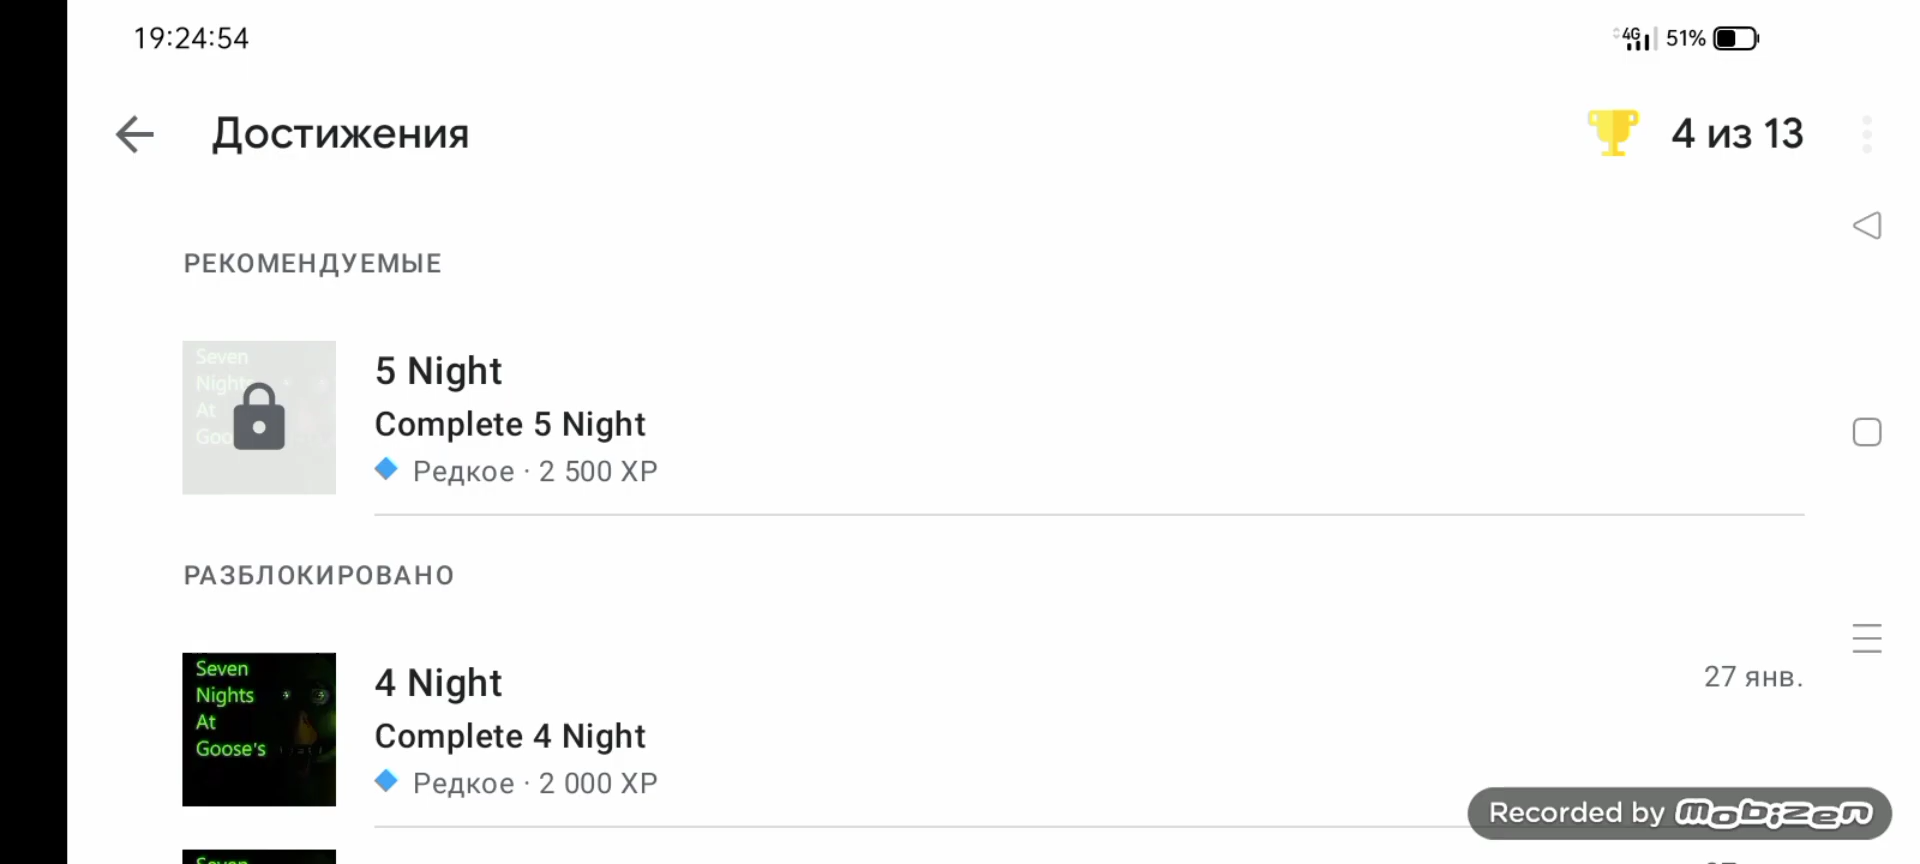 19:24:54
4G 51%
Достижения
4 из 13
РЕКОМЕНДУЕМЫЕ
Seven
Nights
At
Goo
5 Night
Complete 5 Night
Редкое · 2 500 XP
РАЗБЛОКИРОВАНО
Seven
Nights
At
Goose's
4 Night
27 янв.
Complete 4 Night
Редкое · 2 000 XP
Recorded by mobizen